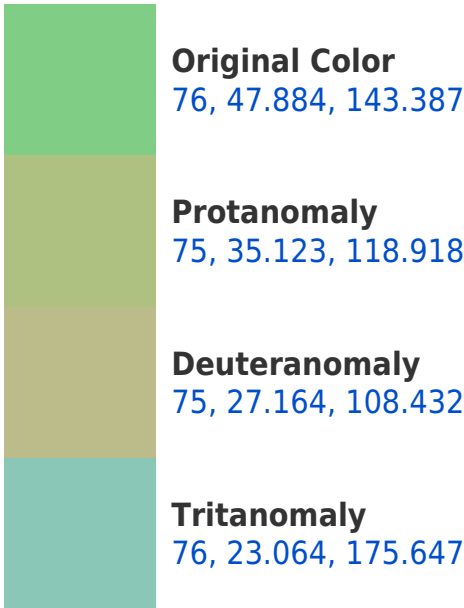 Original Color
76, 47.884, 143.387
Protanomaly
75, 35.123, 118.918
Deuteranomaly
75, 27.164, 108.432
Tritanomaly
76, 23.064, 175.647